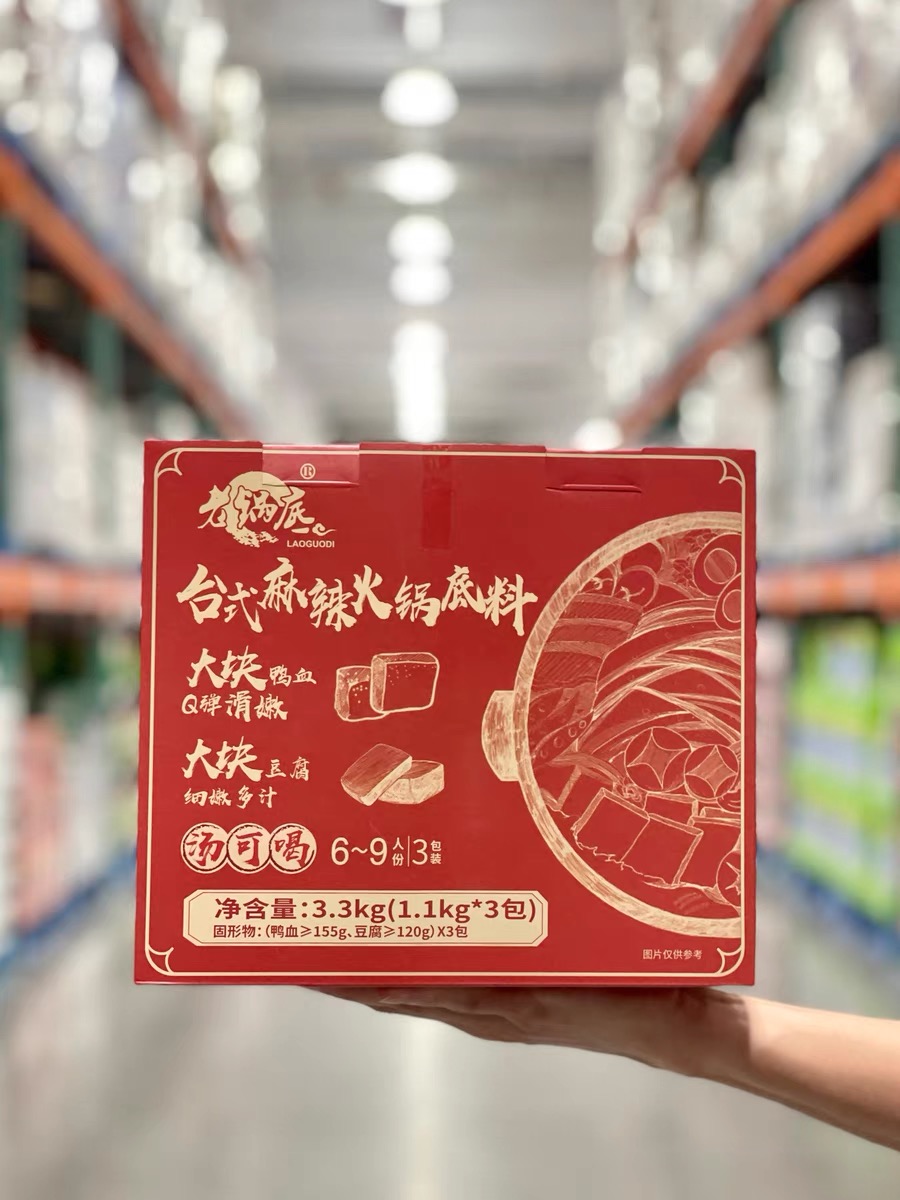 ®
老锅底
LAOGUODI
台式麻辣火锅底料
大块鸭血
Q弹滑嫩
大块豆腐
细嫩多汁
汤可喝 6～9人份|3包装
净含量：3.3kg(1.1kg*3包)
固形物：(鸭血≥155g、豆腐≥120g) X3包
图片仅供参考